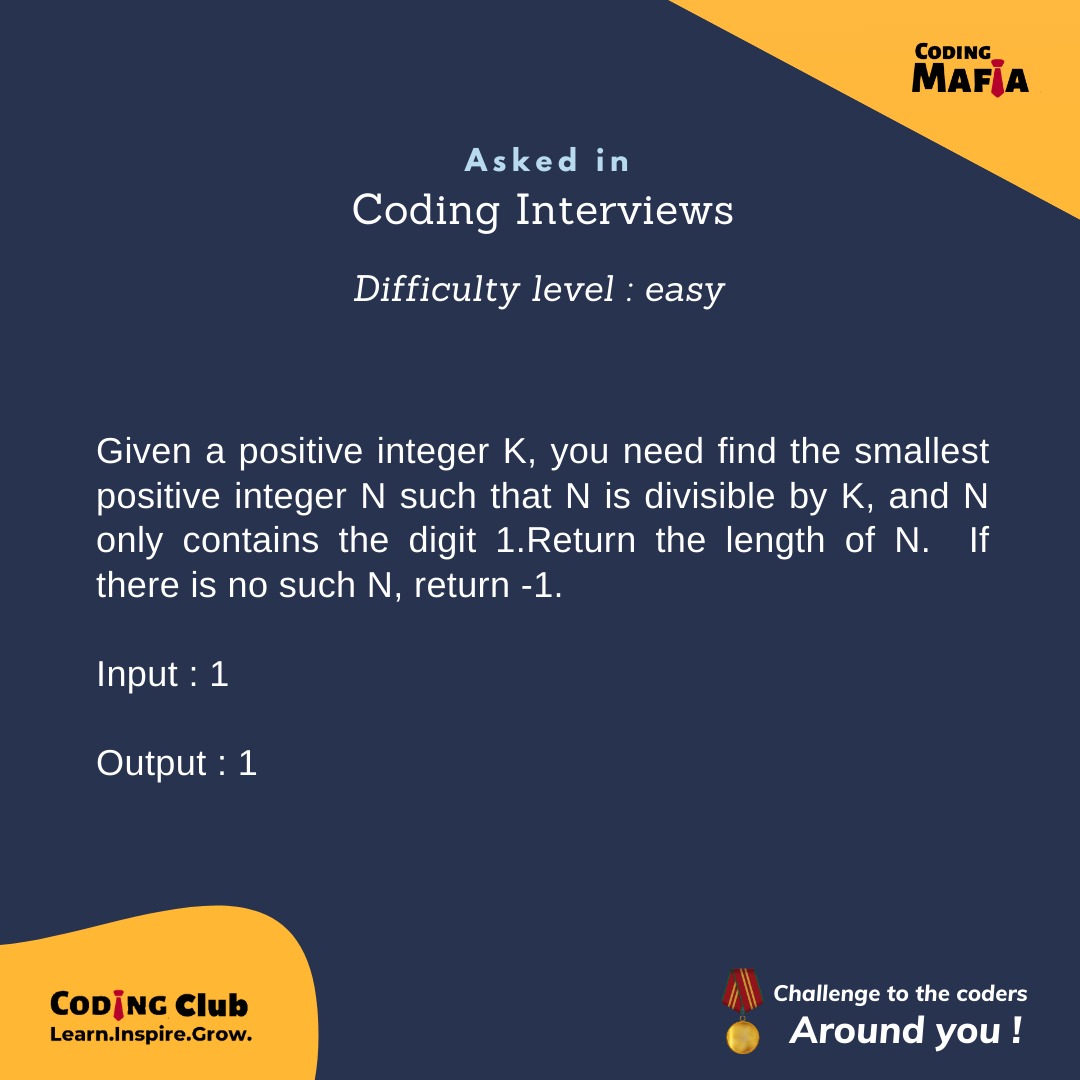 CODING
MAFIA
Asked in
Coding Interviews
Difficulty level : easy
Given a positive integer K, you need find the smallest
positive integer N such that N is divisible by K, and N
only contains the digit 1.Return the length of N.  If
there is no such N, return -1.
Input : 1
Output : 1
CODING Club
Learn.Inspire.Grow.
Challenge to the coders
Around you !